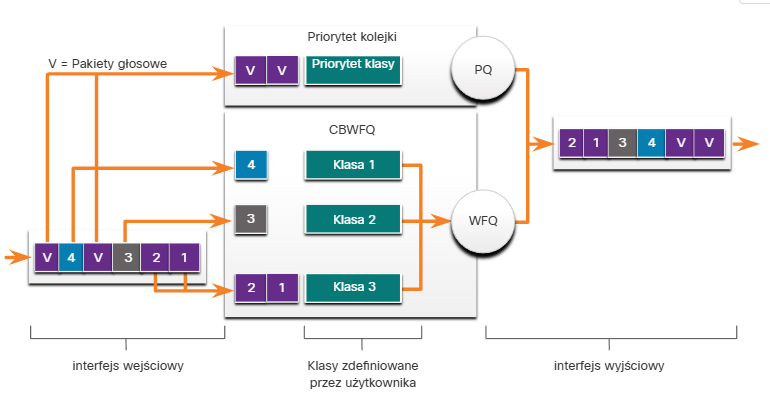 Priorytet kolejki
V = Pakiety głosowe
V V Priorytet klasy PQ
CBWFQ
2 1 3 4 V V
4 Klasa 1
3 Klasa 2 WFQ
V 4 V 3 2 1
2 1 Klasa 3
interfejs wejściowy
Klasy zdefiniowane
przez użytkownika
interfejs wyjściowy